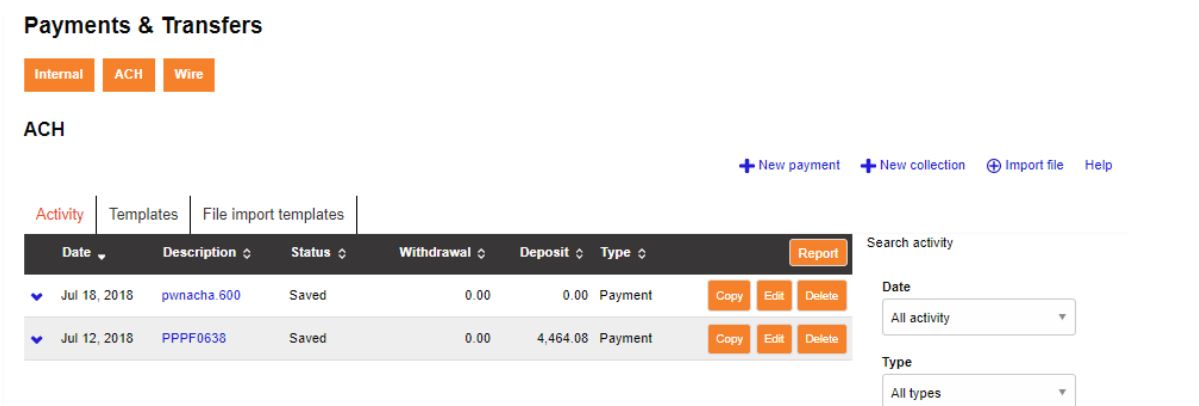 Payments & Transfers
Internal ACH Wire
ACH
New payment New collection Import file Help
Activity Templates File import templates
Date Description Status Withdrawal Deposit Type Report
Jul 18, 2018 pwnacha.600 Saved 0.00 0.00 Payment Copy Edit Delete
Jul 12, 2018 PPPF0638 Saved 0.00 4,464.08 Payment Copy Edit Delete
Search activity
Date
All activity
Type
All types